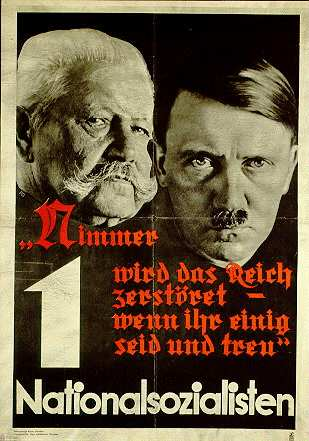 „Nimmer
wird das Reich
zerstöret —
wenn ihr einig
seid und treu“
1
Nationalsozialisten